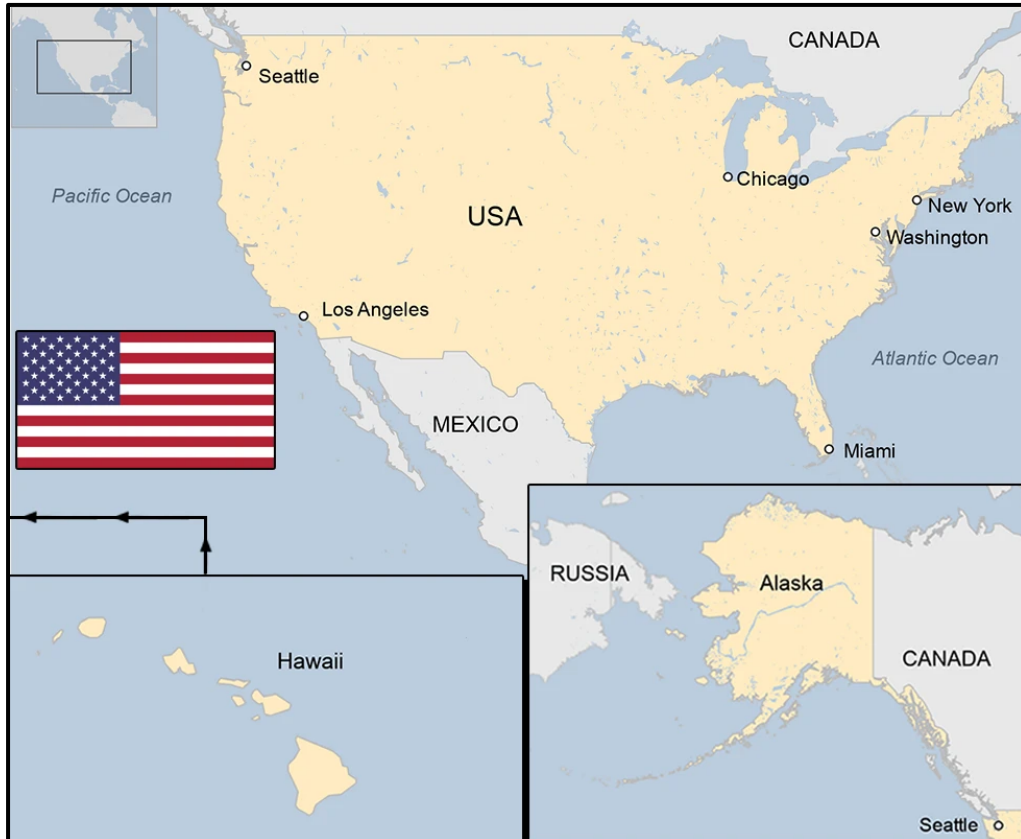 CANADA
Seattle
Pacific Ocean
Chicago
USA
New York
Washington
Los Angeles
Atlantic Ocean
MEXICO
Miami
RUSSIA
Alaska
Hawaii
CANADA
Seattle